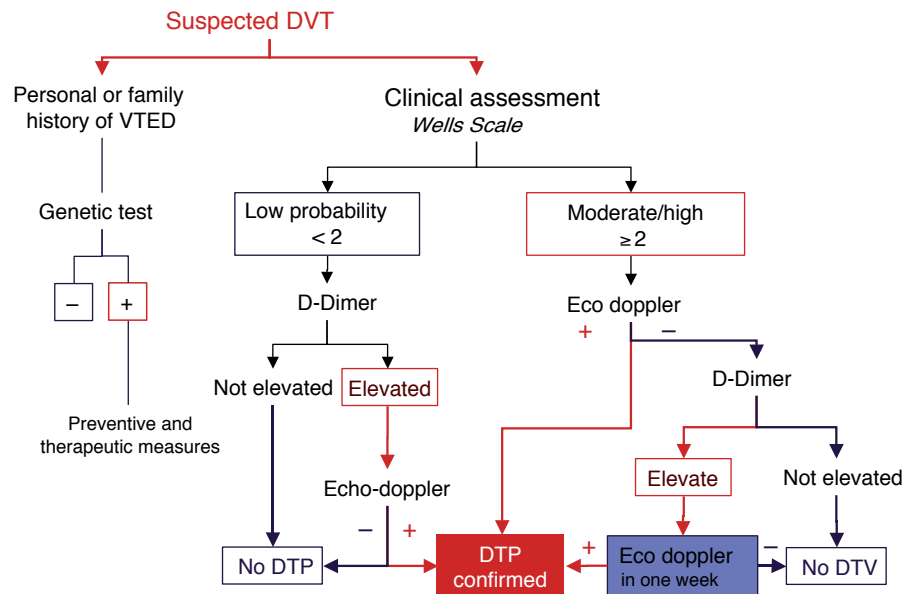 Suspected DVT
Personal or family
history of VTED
Clinical assessment
Wells Scale
Genetic test
Low probability
< 2
Moderate/high
≥ 2
−
+
D-Dimer
Eco doppler
+
−
Not elevated
Elevated
D-Dimer
Preventive and
therapeutic measures
Echo-doppler
Elevate
Not elevated
−
+
No DTP
DTP
confirmed
+
Eco doppler
in one week
−
No DTV